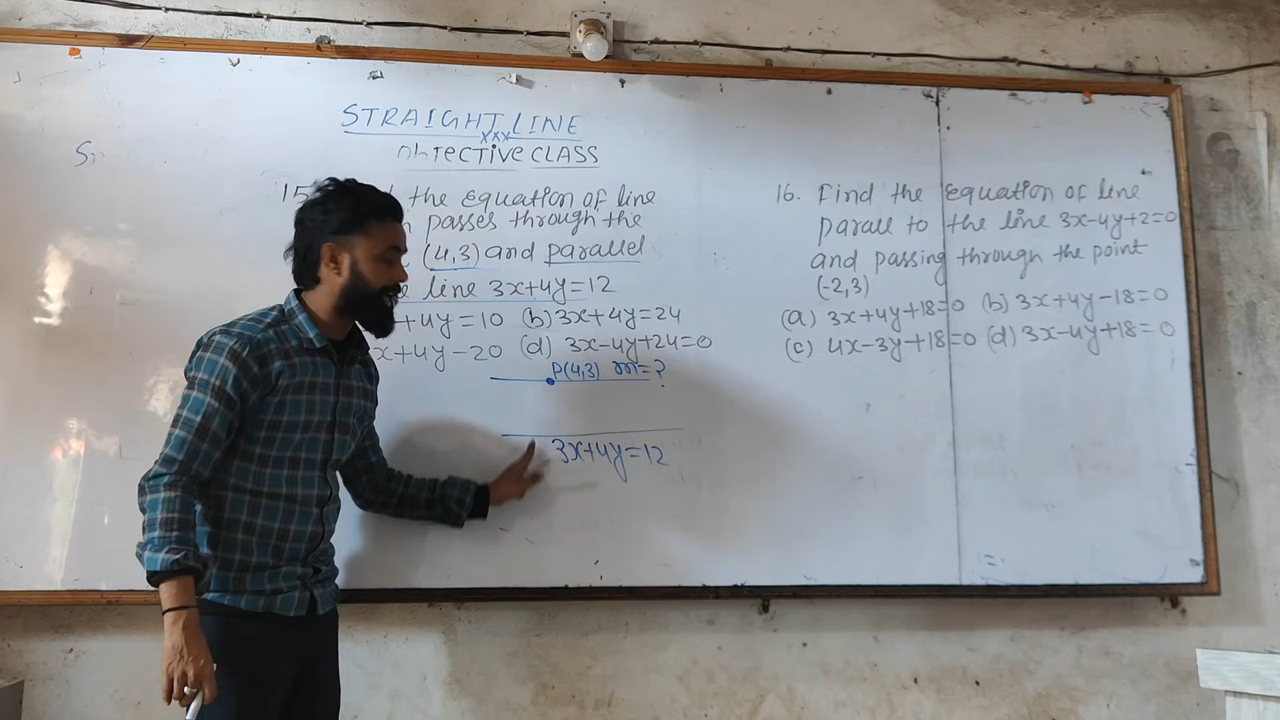 STRAIGHT LINE
xxx
ObJECTIVE CLASS
Sr
15
the equation of line
passes through the
(4,3) and parallel
line 3x+4y=12
+4y=10 (b) 3x+4y=24
x+4y-20 (d) 3x-4y+24=0
P(4,3) m=?
3x+4y=12
16. Find the equation of line
parall to the line 3x-4y+2=0
and passing through the point
(-2,3)
(a) 3x+4y+18=0 (b) 3x+4y-18=0
(c) 4x-3y+18=0 (d) 3x-4y+18=0